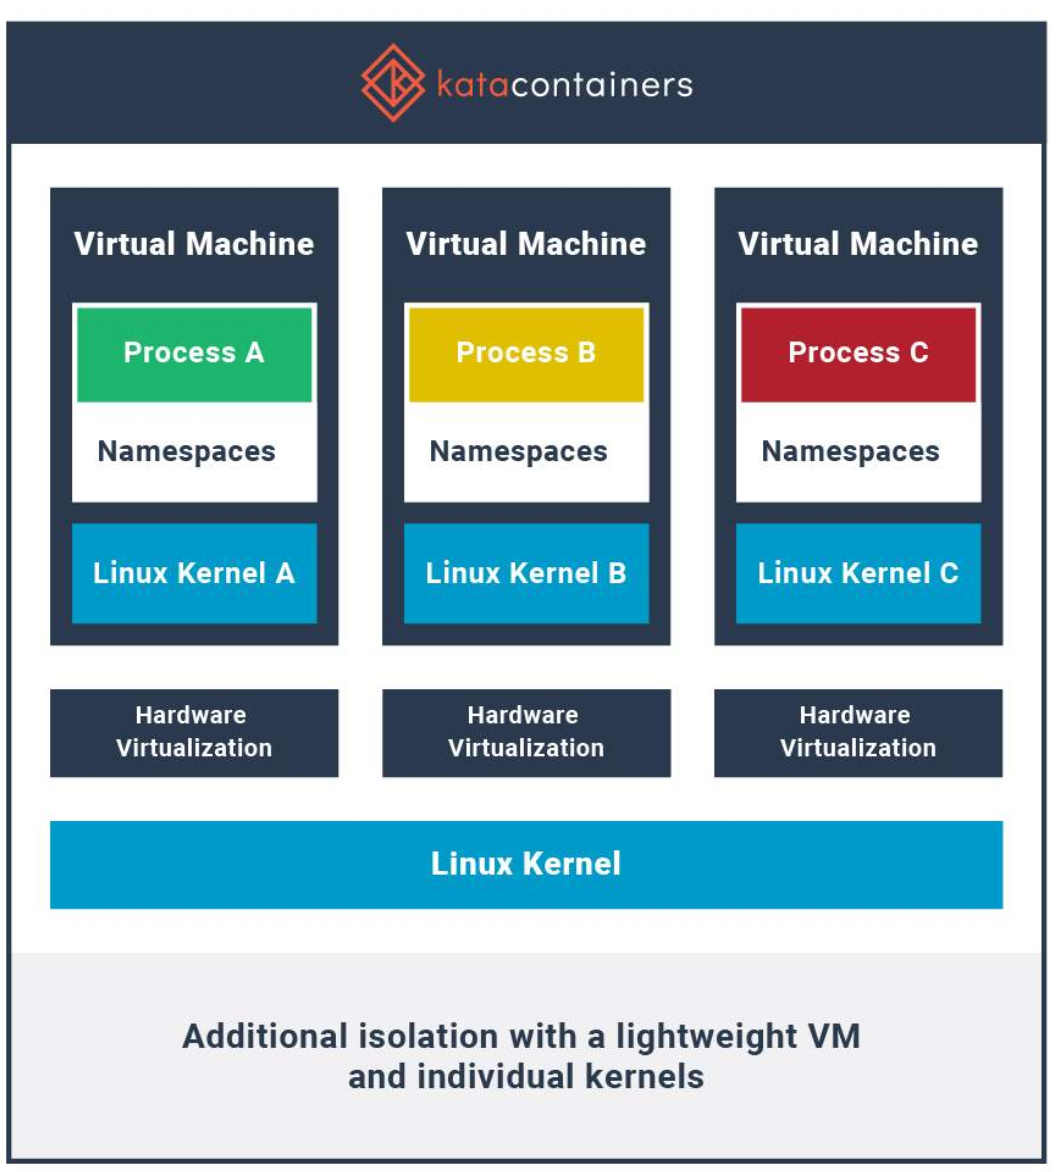 katacontainers
Virtual Machine
Process A
Namespaces
Linux Kernel A
Virtual Machine
Process B
Namespaces
Linux Kernel B
Virtual Machine
Process C
Namespaces
Linux Kernel C
Hardware
Virtualization
Hardware
Virtualization
Hardware
Virtualization
Linux Kernel
Additional isolation with a lightweight VM
and individual kernels